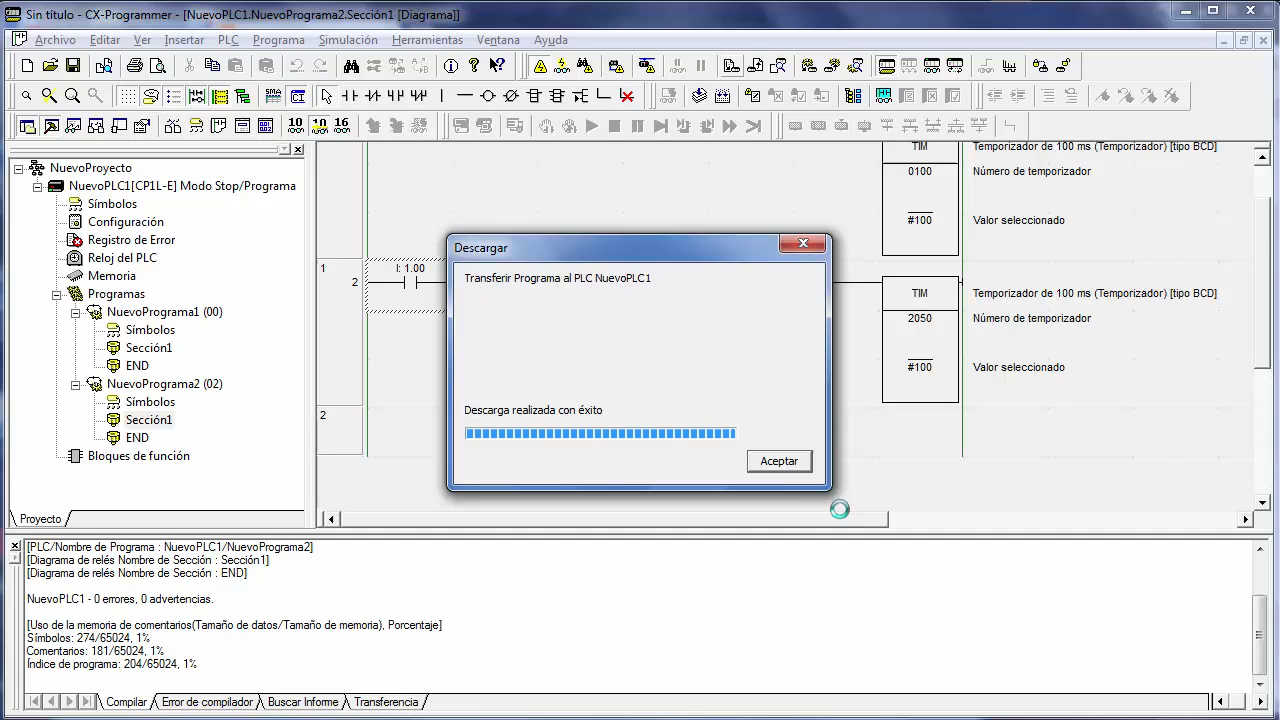 Sin título - CX-Programmer - [NuevoPLC1.NuevoPrograma2.Sección1 [Diagrama]]
Archivo Editar Ver Insertar PLC Programa Simulación Herramientas Ventana Ayuda
SMA
10 10 16
NuevoProyecto
NuevoPLC1[CP1L-E] Modo Stop/Programa
Símbolos
Configuración
Registro de Error
Reloj del PLC
Memoria
Programas
NuevoPrograma1 (00)
Símbolos
Sección1
END
NuevoPrograma2 (02)
Símbolos
Sección1
END
Bloques de función
Proyecto
TIM Temporizador de 100 ms (Temporizador) [tipo BCD]
0100 Número de temporizador
#100 Valor seleccionado
1
2
I: 1.00
TIM Temporizador de 100 ms (Temporizador) [tipo BCD]
2050 Número de temporizador
#100 Valor seleccionado
2
Descargar
Transferir Programa al PLC NuevoPLC1
Descarga realizada con éxito
Aceptar
[PLC/Nombre de Programa : NuevoPLC1/NuevoPrograma2]
[Diagrama de relés Nombre de Sección : Sección1]
[Diagrama de relés Nombre de Sección : END]
NuevoPLC1 - 0 errores, 0 advertencias.
[Uso de la memoria de comentarios(Tamaño de datos/Tamaño de memoria), Porcentaje]
Símbolos: 274/65024, 1%
Comentarios: 181/65024, 1%
Índice de programa: 204/65024, 1%
Compilar Error de compilador Buscar Informe Transferencia